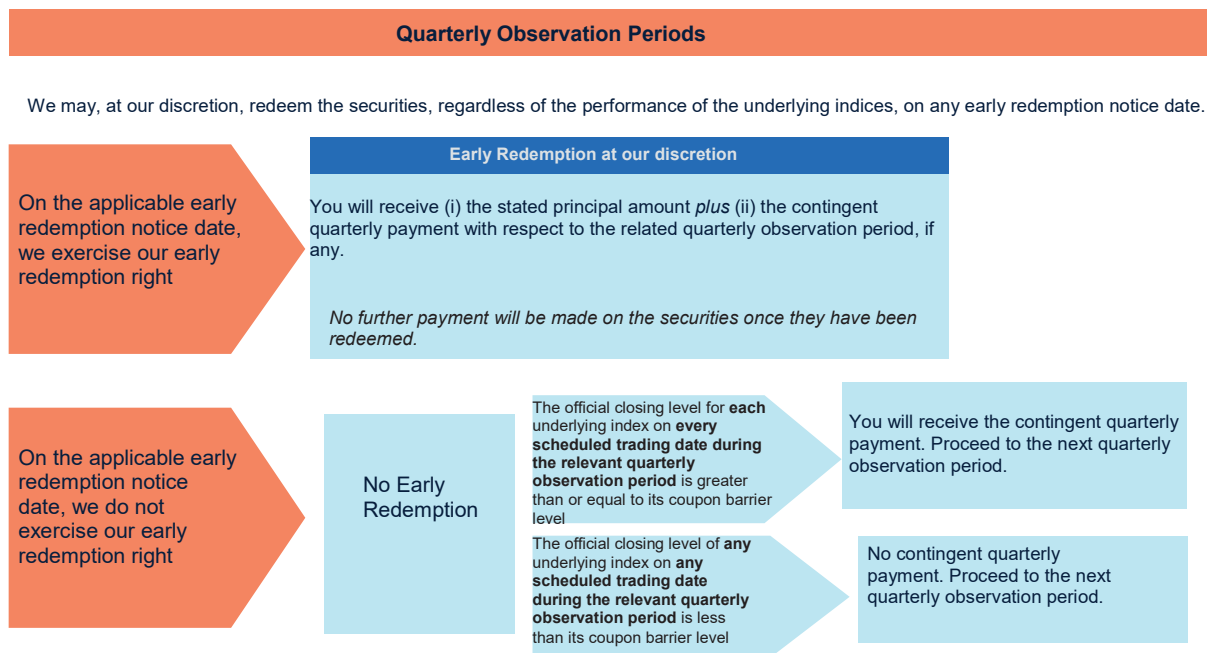 Quarterly Observation Periods
We may, at our discretion, redeem the securities, regardless of the performance of the underlying indices, on any early redemption notice date.
On the applicable early
redemption notice date,
we exercise our early
redemption right
Early Redemption at our discretion
You will receive (i) the stated principal amount plus (ii) the contingent
quarterly payment with respect to the related quarterly observation period, if
any.
No further payment will be made on the securities once they have been
redeemed.
On the applicable early
redemption notice
date, we do not
exercise our early
redemption right
No Early
Redemption
The official closing level for each
underlying index on every
scheduled trading date during
the relevant quarterly
observation period is greater
than or equal to its coupon barrier
level
You will receive the contingent quarterly
payment. Proceed to the next quarterly
observation period.
The official closing level of any
underlying index on any
scheduled trading date
during the relevant quarterly
observation period is less
than its coupon barrier level
No contingent quarterly
payment. Proceed to the next
quarterly observation period.